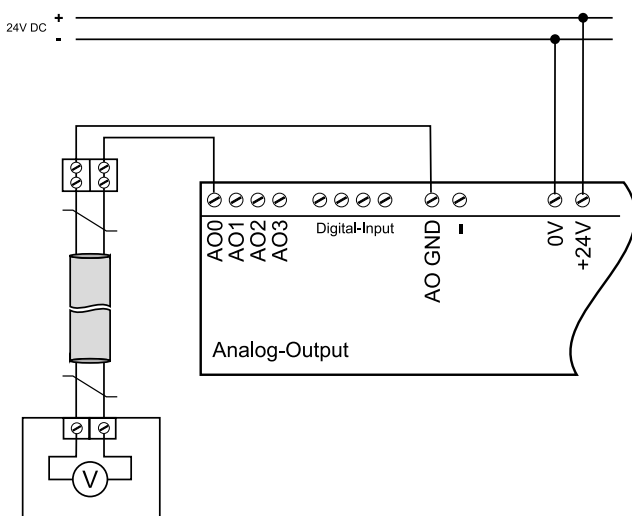 24V DC +
-
AO0
AO1
AO2
AO3
Digital-Input
AO GND
-
0V
+24V
Analog-Output
V